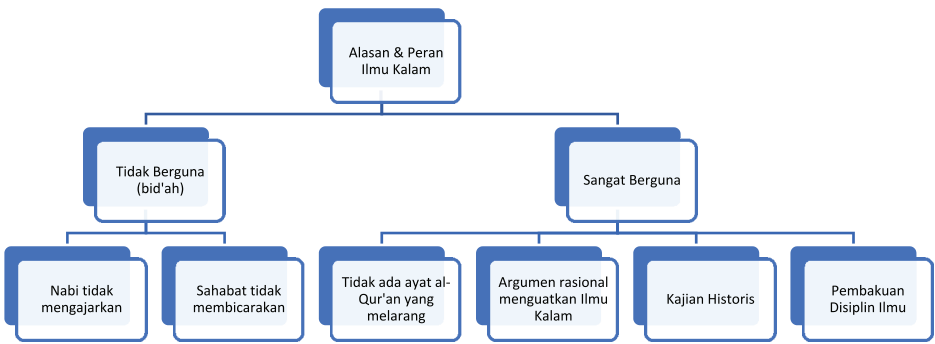 Alasan & Peran
Ilmu Kalam
Tidak Berguna
(bid'ah)
Sangat Berguna
Nabi tidak
mengajarkan
Sahabat tidak
membicarakan
Tidak ada ayat al-
Qur'an yang
melarang
Argumen rasional
menguatkan Ilmu
Kalam
Kajian Historis
Pembakuan
Disiplin Ilmu